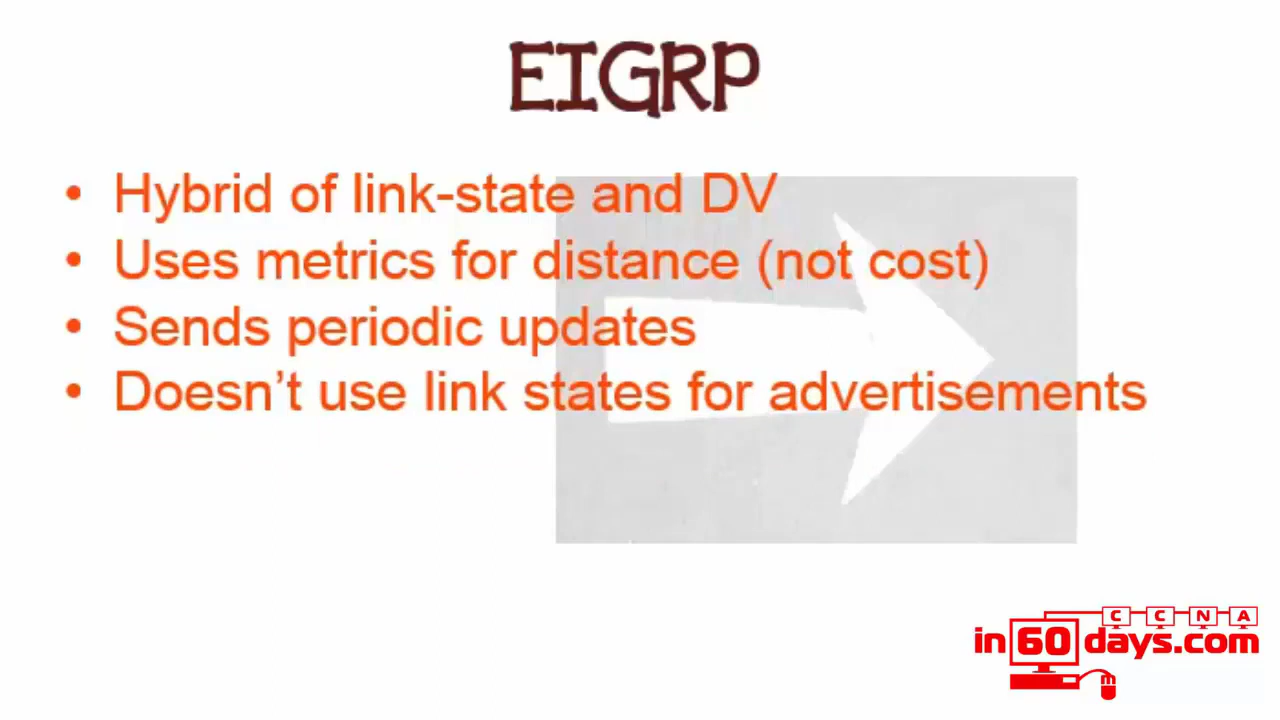 EIGRP
• Hybrid of link-state and DV
• Uses metrics for distance (not cost)
• Sends periodic updates
• Doesn’t use link states for advertisements
C C N A
in 60 days.com
m